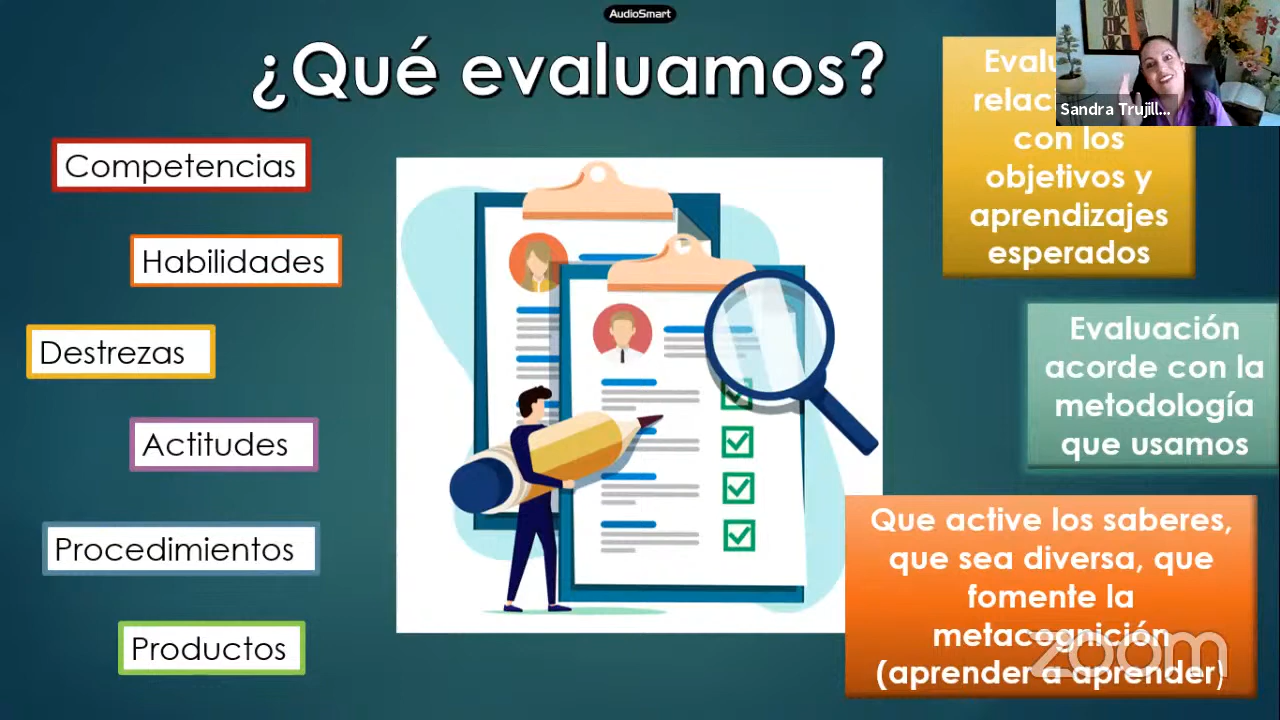 AudioSmart
¿Qué evaluamos?
Competencias
Habilidades
Destrezas
Actitudes
Procedimientos
Productos
Sandra Trujill...
con los
objetivos y
aprendizajes
esperados
Evaluación
acorde con la
metodología
que usamos
Que active los saberes,
que sea diversa, que
fomente la
metacognición
(aprender a aprender)
zoom